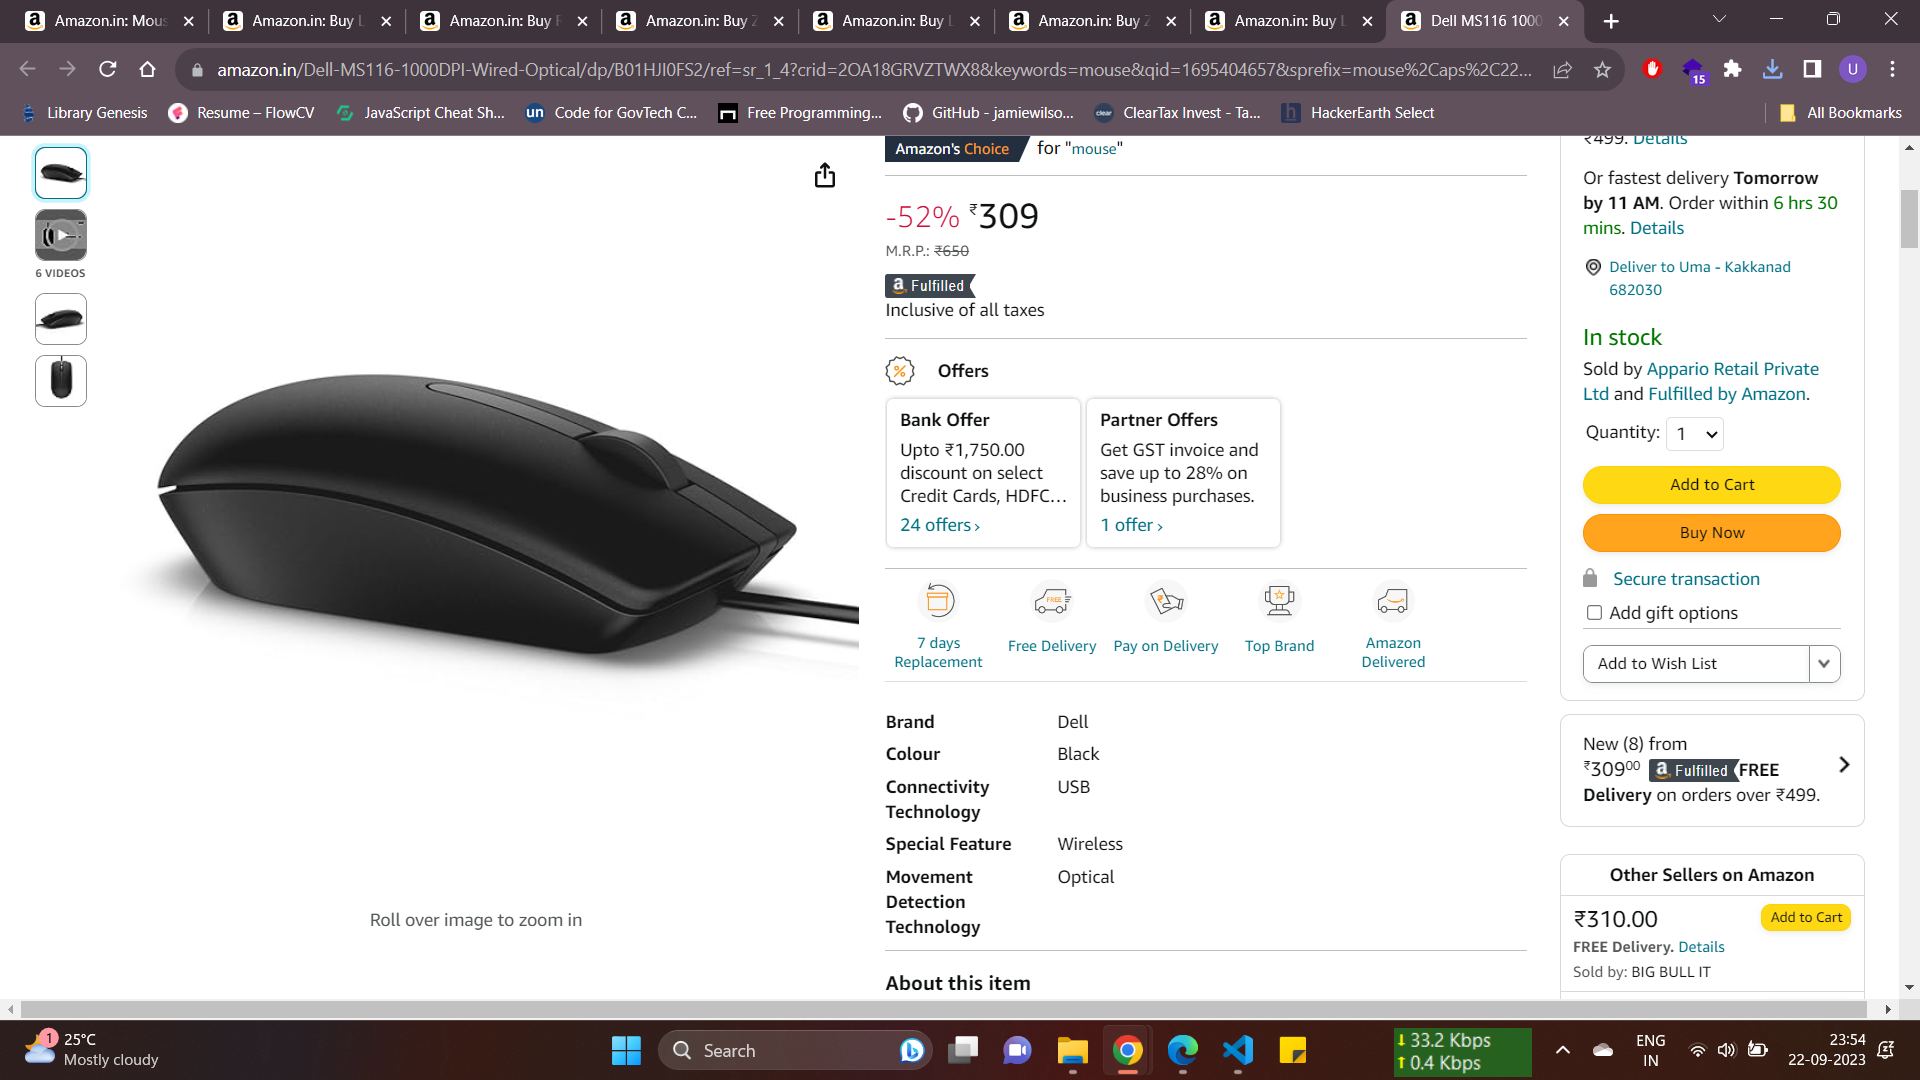 Amazon.in: Mous
Amazon.in: Buy L
Amazon.in: Buy
Amazon.in: Buy Z
Amazon.in: Buy L
Amazon.in: Buy Z
Amazon.in: Buy L
Dell MS116 1000
amazon.in/Dell-MS116-1000DPI-Wired-Optical/dp/B01HJI0FS2/ref=sr_1_4?crid=2OA18GRVZTWX8&keywords=mouse&qid=1695404657&sprefix=mouse%2Caps%2C22...
15
U
Library Genesis
Resume – FlowCV
JavaScript Cheat Sh...
un
Code for GovTech C...
Free Programming...
GitHub - jamiewilso...
clear
ClearTax Invest - Ta...
h
HackerEarth Select
All Bookmarks
6 VIDEOS
Roll over image to zoom in
Amazon's Choice for "mouse"
-52% ₹309
M.R.P.: ₹650
a Fulfilled
Inclusive of all taxes
% Offers
Bank Offer
Upto ₹1,750.00
discount on select
Credit Cards, HDFC…
24 offers ›
Partner Offers
Get GST invoice and
save up to 28% on
business purchases.
1 offer ›
7 days
Replacement
FREE
Free Delivery
₹
Pay on Delivery
Top Brand
Amazon
Delivered
Brand Dell
Colour Black
Connectivity USB
Technology
Special Feature Wireless
Movement Optical
Detection
Technology
About this item
₹499. Details
Or fastest delivery Tomorrow
by 11 AM. Order within 6 hrs 30
mins. Details
Deliver to Uma - Kakkanad
682030
In stock
Sold by Appario Retail Private
Ltd and Fulfilled by Amazon.
Quantity: 1
Add to Cart
Buy Now
Secure transaction
Add gift options
Add to Wish List
New (8) from
₹309⁰⁰ a Fulfilled FREE
Delivery on orders over ₹499.
Other Sellers on Amazon
₹310.00 Add to Cart
FREE Delivery. Details
Sold by: BIG BULL IT
1
25°C
Mostly cloudy
Search
b
↓ 33.2 Kbps
↑ 0.4 Kbps
ENG
IN
23:54
22-09-2023